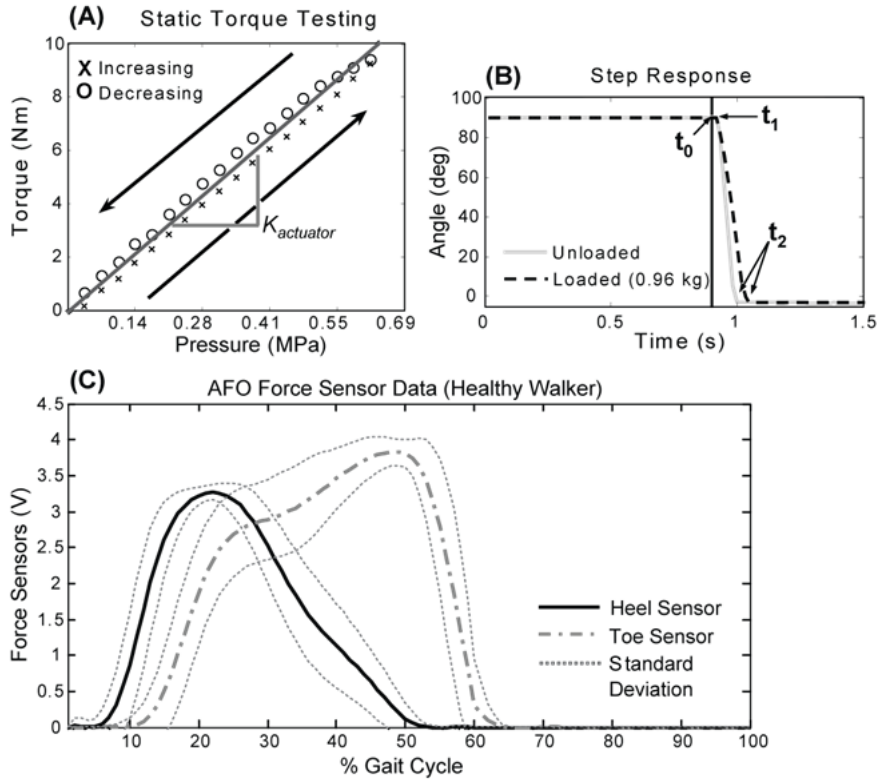 (A) Static Torque Testing
X Increasing
O Decreasing
Torque (Nm)
10
8
6
4
2
0
K actuator
0.14 0.28 0.41 0.55 0.69
Pressure (MPa)
(B) Step Response
Angle (deg)
100
80
60
40
20
0
t0
t1
t2
Unloaded
Loaded (0.96 kg)
0 0.5 1 1.5
Time (s)
(C)
AFO Force Sensor Data (Healthy Walker)
Force Sensors (V)
4.5
4
3.5
3
2.5
2
1.5
1
0.5
0
Heel Sensor
Toe Sensor
Standard
Deviation
10 20 30 40 50 60 70 80 90 100
% Gait Cycle